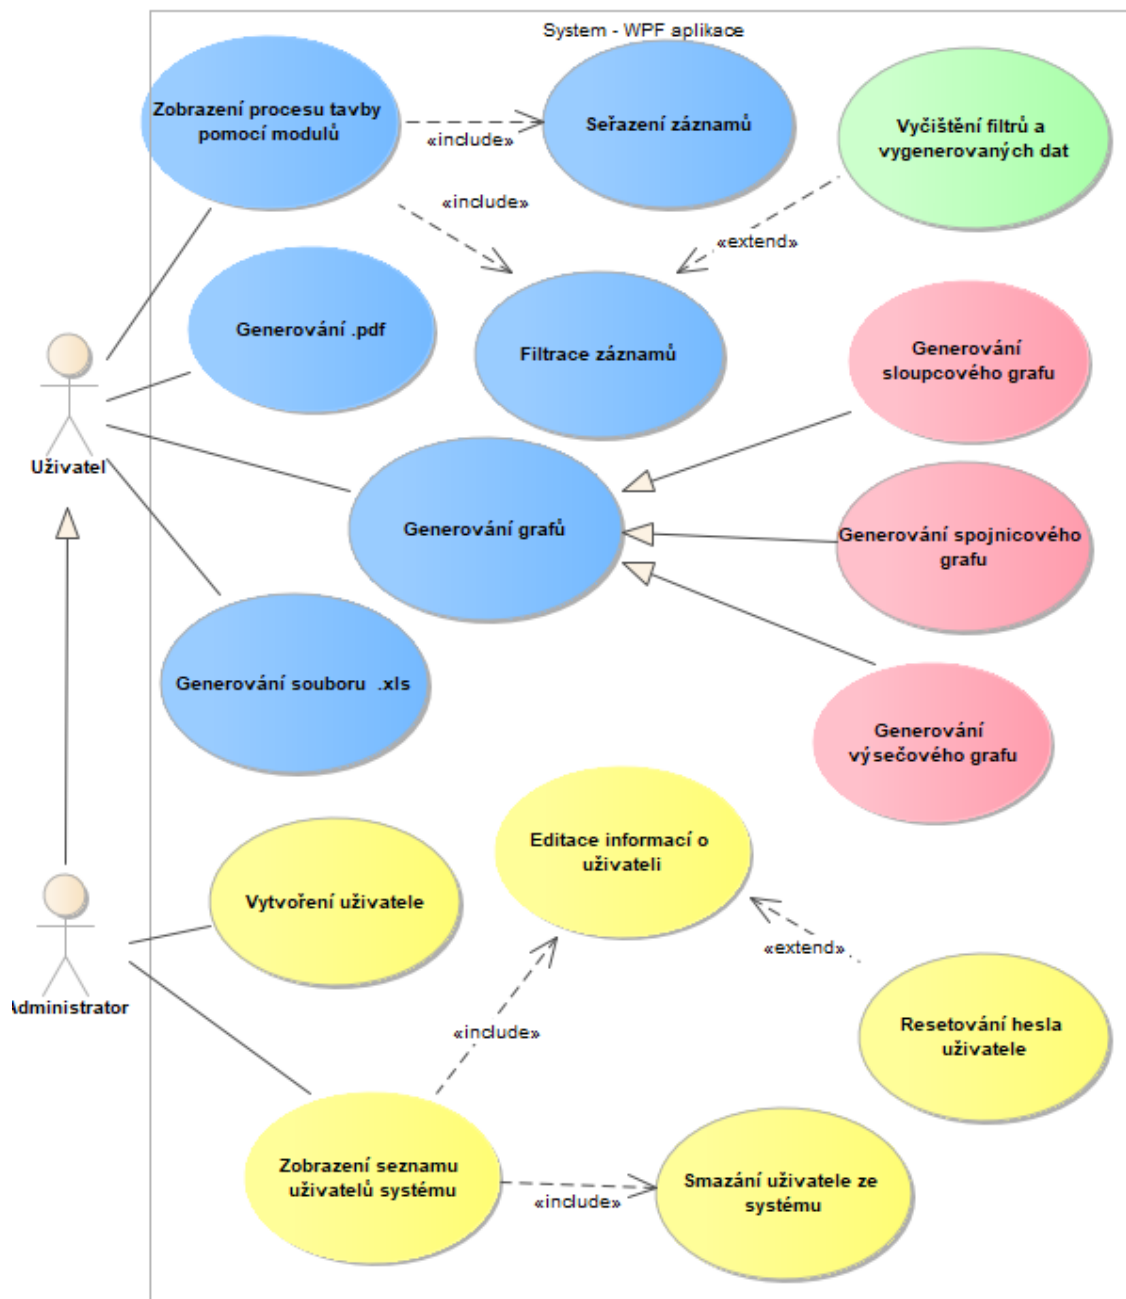 System - WPF aplikace
Zobrazení procesu tavby
pomocí modulů
«include»
Seřazení záznamů
Vyčištění filtrů a
vygenerovaných dat
«include»
«extend»
Generování .pdf
Filtrace záznamů
Generování
sloupcového grafu
Uživatel
Generování grafů
Generování spojnicového
grafu
Generování souboru .xls
Generování
výsečového grafu
Editace informací o
uživateli
Vytvoření uživatele
«extend»
Administrator
«include»
Resetování hesla
uživatele
Zobrazení seznamu
uživatelů systému
«include»
Smazání uživatele ze
systému